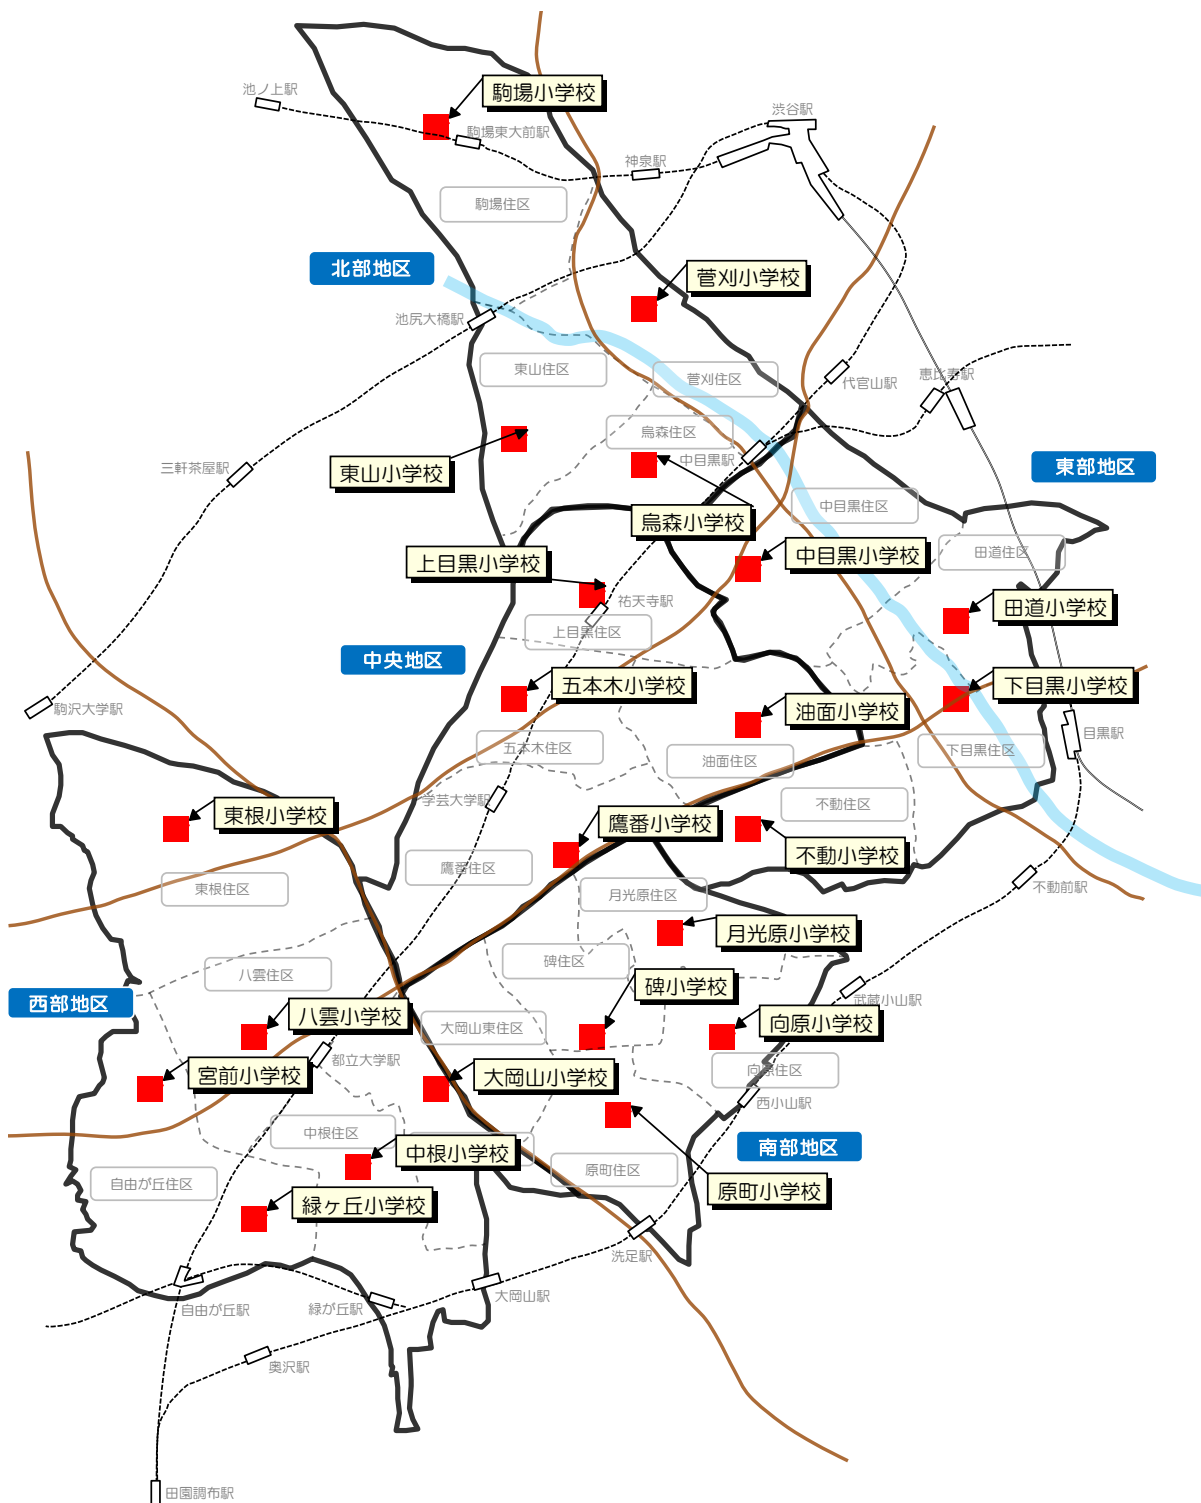 駒場小学校
池ノ上駅
渋谷駅
駒場東大前駅
神泉駅
駒場住区
北部地区
菅刈小学校
池尻大橋駅
東山住区
菅刈住区
代官山駅
恵比寿駅
烏森住区
中目黒駅
三軒茶屋駅
東山小学校
東部地区
中目黒住区
烏森小学校
上目黒小学校
中目黒小学校
田道住区
祐天寺駅
田道小学校
上目黒住区
中央地区
五本木小学校
下目黒小学校
駒沢大学駅
油面小学校
目黒駅
五本木住区
油面住区
下目黒住区
学芸大学駅
不動住区
東根小学校
鷹番小学校
不動小学校
鷹番住区
東根住区
月光原住区
不動前駅
月光原小学校
碑住区
八雲住区
碑小学校
西部地区
武蔵小山駅
八雲小学校
大岡山東住区
向原小学校
都立大学駅
宮前小学校
大岡山小学校
向原住区
西小山駅
中根住区
中根小学校
南部地区
自由が丘住区
原町住区
原町小学校
緑ヶ丘小学校
洗足駅
大岡山駅
自由が丘駅
緑が丘駅
奥沢駅
田園調布駅